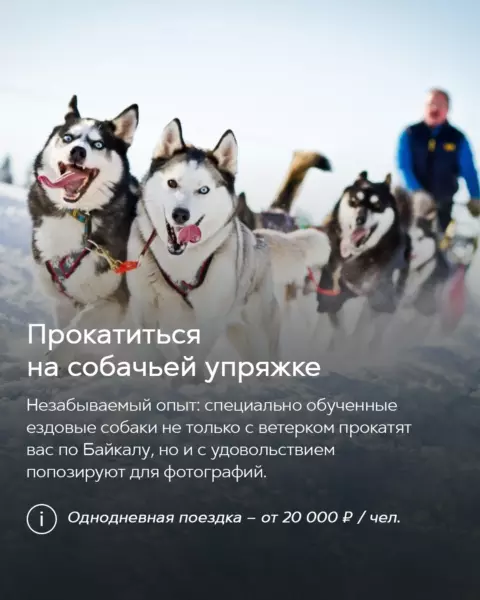 Прокатиться
на собачьей упряжке
Незабываемый опыт: специально обученные
ездовые собаки не только с ветерком прокатят
вас по Байкалу, но и с удовольствием
попозируют для фотографий.
i Однодневная поездка – от 20 000 ₽ / чел.